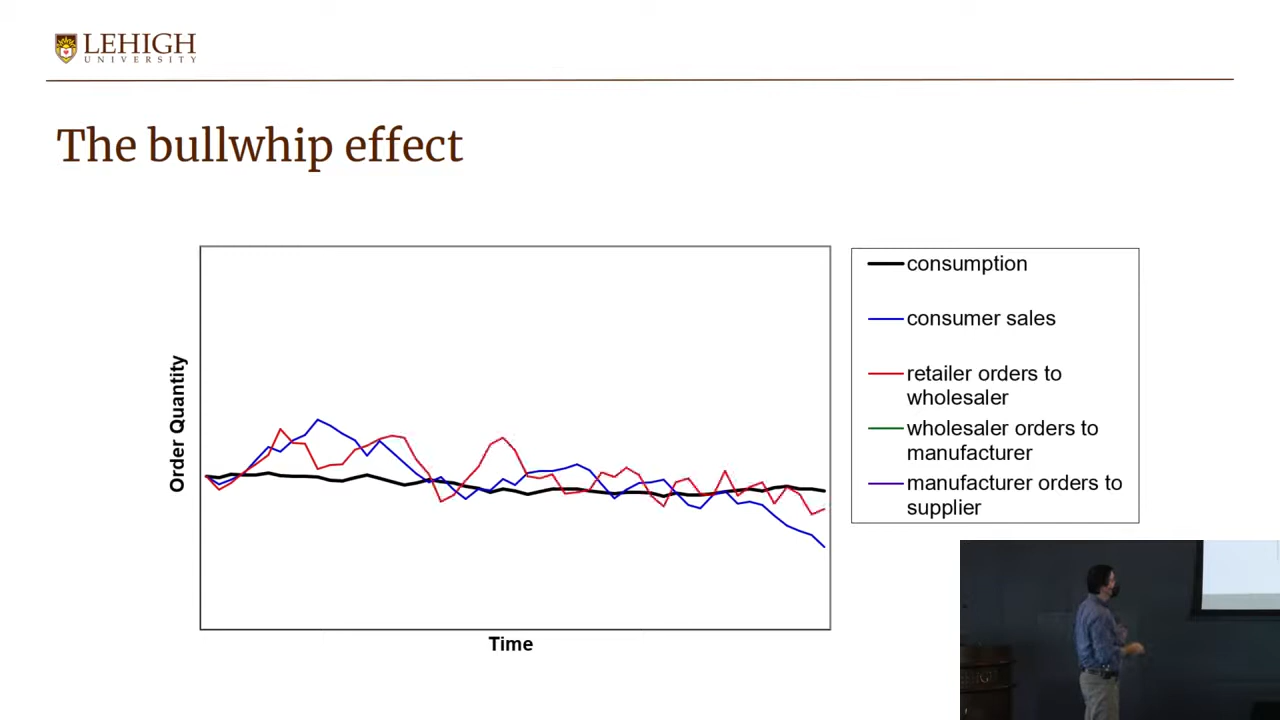 LEHIGH
UNIVERSITY
The bullwhip effect
Order Quantity
Time
consumption
consumer sales
retailer orders to
wholesaler
wholesaler orders to
manufacturer
manufacturer orders to
supplier